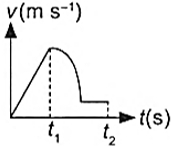 v(m s⁻¹)
t(s)
t₁
t₂